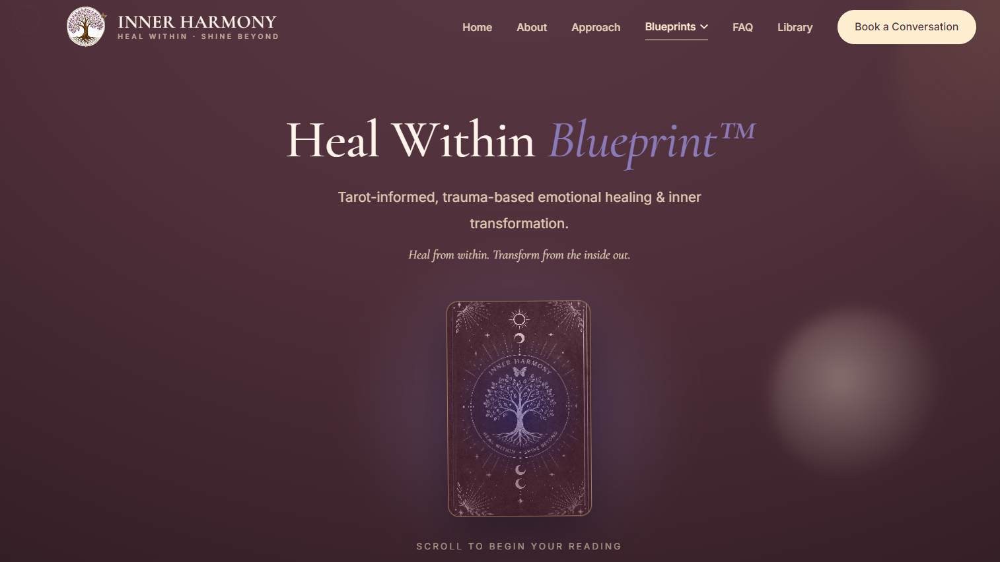 INNER HARMONY
HEAL WITHIN · SHINE BEYOND
Home
About
Approach
Blueprints
FAQ
Library
Book a Conversation
Heal Within Blueprint™
Tarot-informed, trauma-based emotional healing & inner
transformation.
Heal from within. Transform from the inside out.
INNER HARMONY
HEAL WITHIN • SHINE BEYOND
SCROLL TO BEGIN YOUR READING